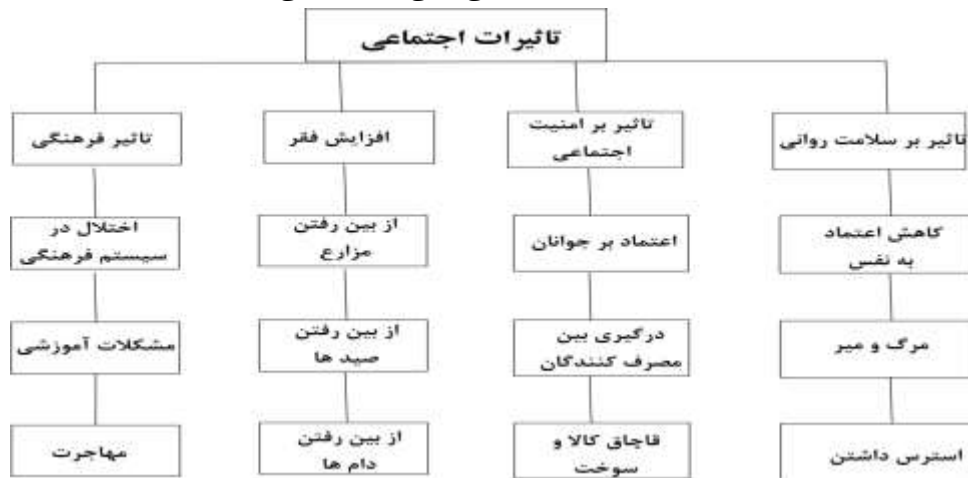 تاثیرات اجتماعی
تاثیر بر سلامت روانی
کاهش اعتماد
به نفس
مرگ و میر
استرس داشتن
تاثیر بر امنیت
اجتماعی
اعتماد بر جوانان
درگیری بین
مصرف کنندگان
قاچاق کالا و
سوخت
افزایش فقر
از بین رفتن
مزارع
از بین رفتن
صید ها
از بین رفتن
دام ها
تاثیر فرهنگی
اختلال در
سیستم فرهنگی
مشکلات آموزشی
مهاجرت